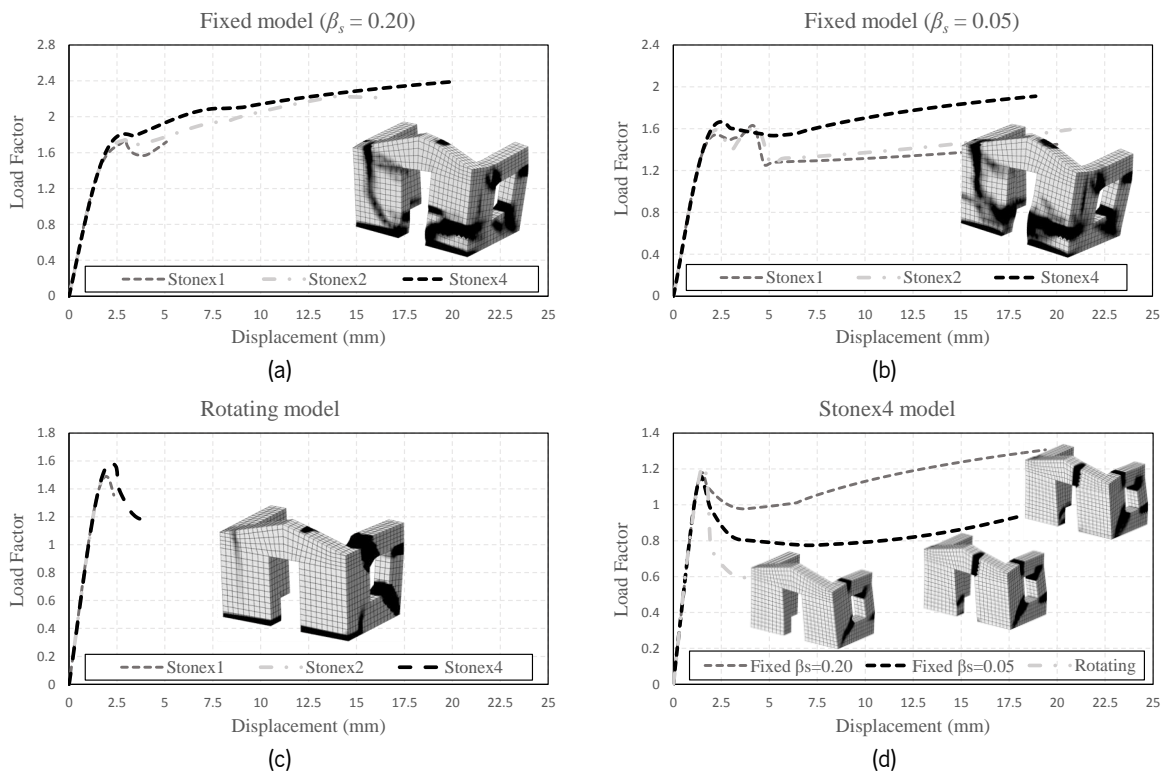 Fixed model (βs = 0.20)
Load Factor
2.8
2.4
2
1.6
1.2
0.8
0.4
0
Stonex1 Stonex2 Stonex4
0 2.5 5 7.5 10 12.5 15 17.5 20 22.5 25
Displacement (mm)
(a)
Fixed model (βs = 0.05)
Load Factor
2.4
2
1.6
1.2
0.8
0.4
0
Stonex1 Stonex2 Stonex4
0 2.5 5 7.5 10 12.5 15 17.5 20 22.5 25
Displacement (mm)
(b)
Rotating model
Load Factor
1.8
1.6
1.4
1.2
1
0.8
0.6
0.4
0.2
0
Stonex1 Stonex2 Stonex4
0 2.5 5 7.5 10 12.5 15 17.5 20 22.5 25
Displacement (mm)
(c)
Stonex4 model
Load Factor
1.4
1.2
1
0.8
0.6
0.4
0.2
0
Fixed βs=0.20 Fixed βs=0.05 Rotating
0 2.5 5 7.5 10 12.5 15 17.5 20 22.5 25
Displacement (mm)
(d)